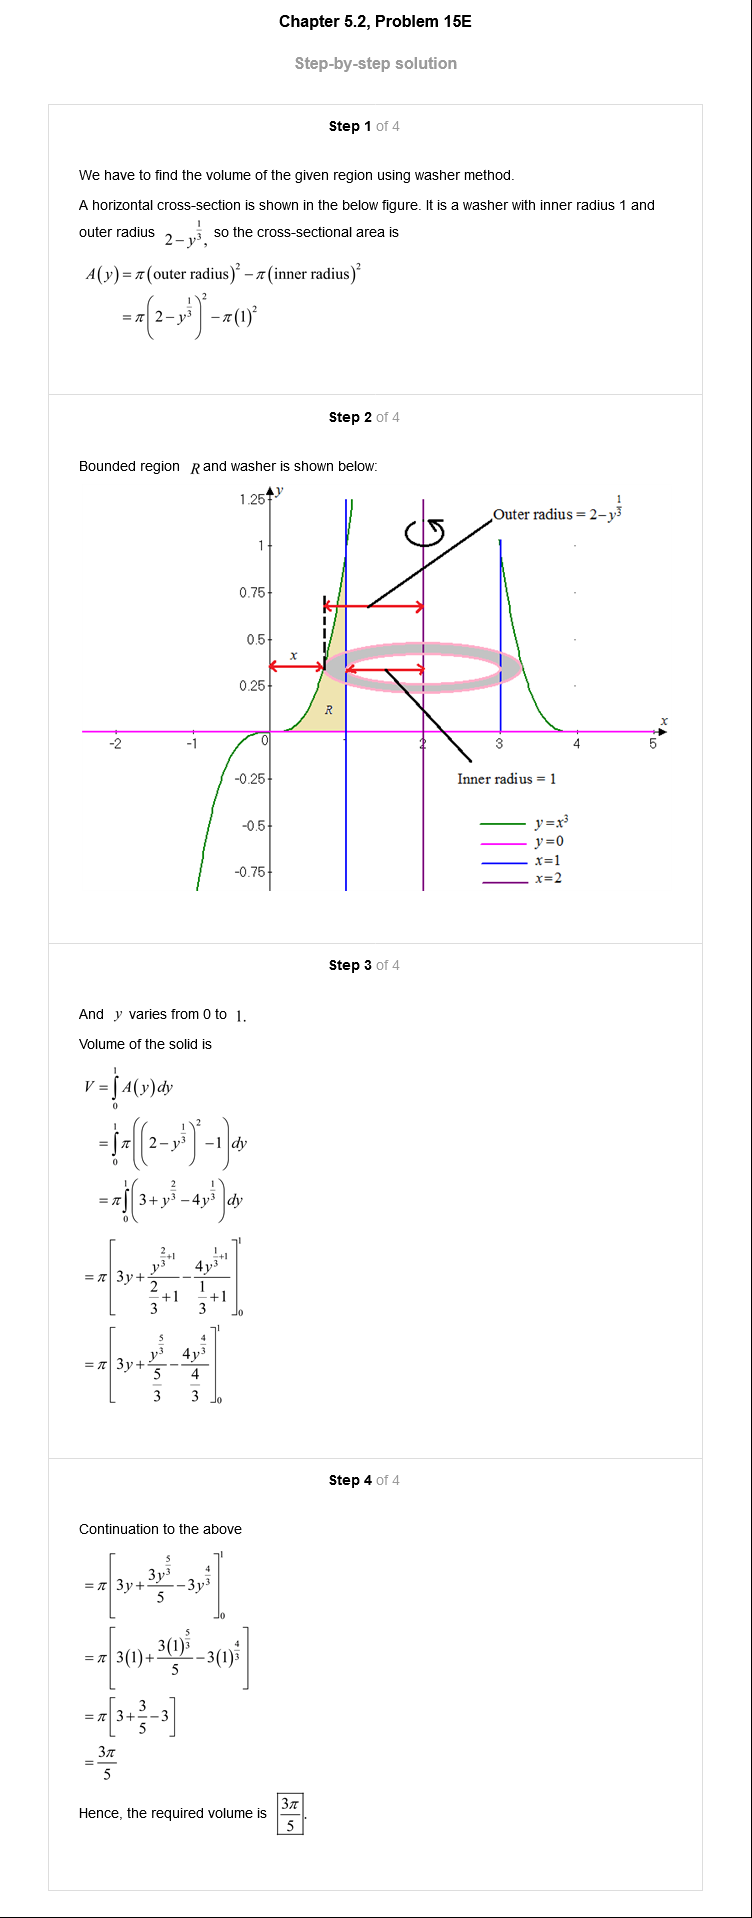 Chapter 5.2, Problem 15E
Step-by-step solution
Step 1 of 4
We have to find the volume of the given region using washer method.
A horizontal cross-section is shown in the below figure. It is a washer with inner radius 1 and
outer radius 2 − y^(1/3), so the cross-sectional area is
A(y) = π(outer radius)² − π(inner radius)²
= π(2 − y^(1/3))² − π(1)²
Step 2 of 4
Bounded region R and washer is shown below:
1.25 y
Outer radius = 2 − y^(1/3)
1
0.75
0.5
x
0.25
R
x
-2 -1 0 1 2 3 4 5
-0.25
Inner radius = 1
-0.5
-0.75
y = x³
y = 0
x = 1
x = 2
Step 3 of 4
And y varies from 0 to 1.
Volume of the solid is
V = ∫₀¹ A(y) dy
= ∫₀¹ π((2 − y^(1/3))² − 1) dy
= π∫₀¹ (3 + y^(2/3) − 4y^(1/3)) dy
= π[3y + y^(2/3+1)/(2/3+1) − 4y^(1/3+1)/(1/3+1)]₀¹
= π[3y + y^(5/3)/(5/3) − 4y^(4/3)/(4/3)]₀¹
Step 4 of 4
Continuation to the above
= π[3y + 3y^(5/3)/5 − 3y^(4/3)]₀¹
= π[3(1) + 3(1)^(5/3)/5 − 3(1)^(4/3)]
= π[3 + 3/5 − 3]
= 3π/5
Hence, the required volume is 3π/5.